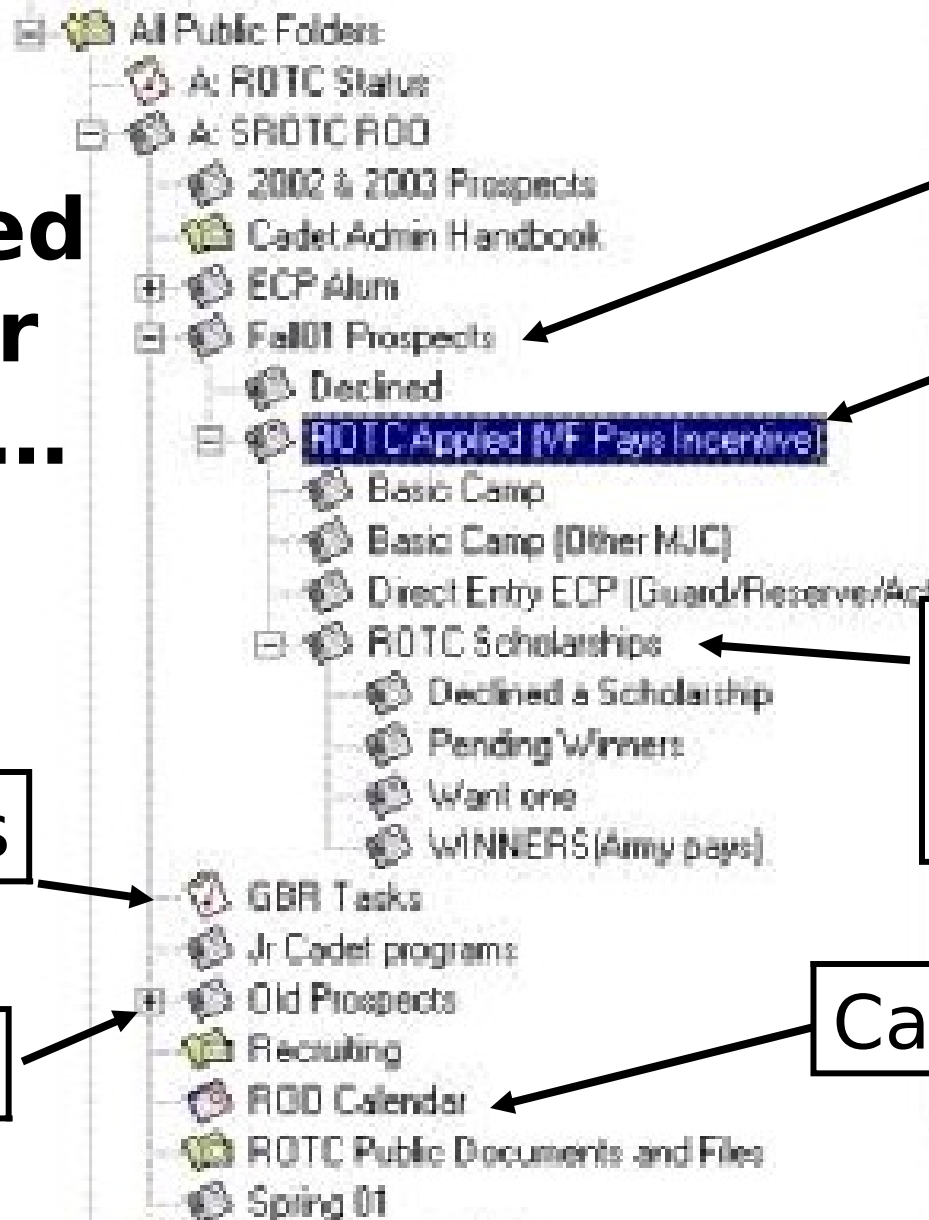 All Public Folders
A: ROTC Status
A: SROTC ROO
2002 & 2003 Prospects
ed
Cadet Admin Handbook
ECP Alum
r
Fall01 Prospects
Declined
...
ROTC Applied (VF Pays Incentive)
Basic Camp
Basic Camp (Other MJC)
Direct Entry ECP (Guard/Reserve/Act
ROTC Scholarships
Declined a Scholarship
Pending Winners
Want one
s
WINNERS(Army pays)
GBR Tasks
Jr Cadet programs
Old Prospects
Ca
Recruiting
ROO Calendar
ROTC Public Documents and Files
Spring 01